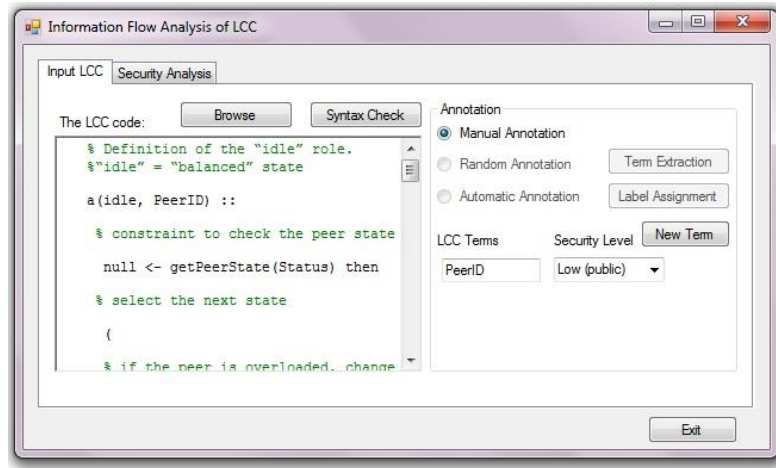 Information Flow Analysis of LCC
Input LCC
Security Analysis
The LCC code:
Browse
Syntax Check
% Definition of the “idle” role.
%“idle” = “balanced” state
a(idle, PeerID) ::
% constraint to check the peer state
null <- getPeerState(Status) then
% select the next state
(
% if the peer is overloaded, change
Annotation
Manual Annotation
Random Annotation
Term Extraction
Automatic Annotation
Label Assignment
LCC Terms
Security Level
New Term
PeerID
Low (public)
Exit